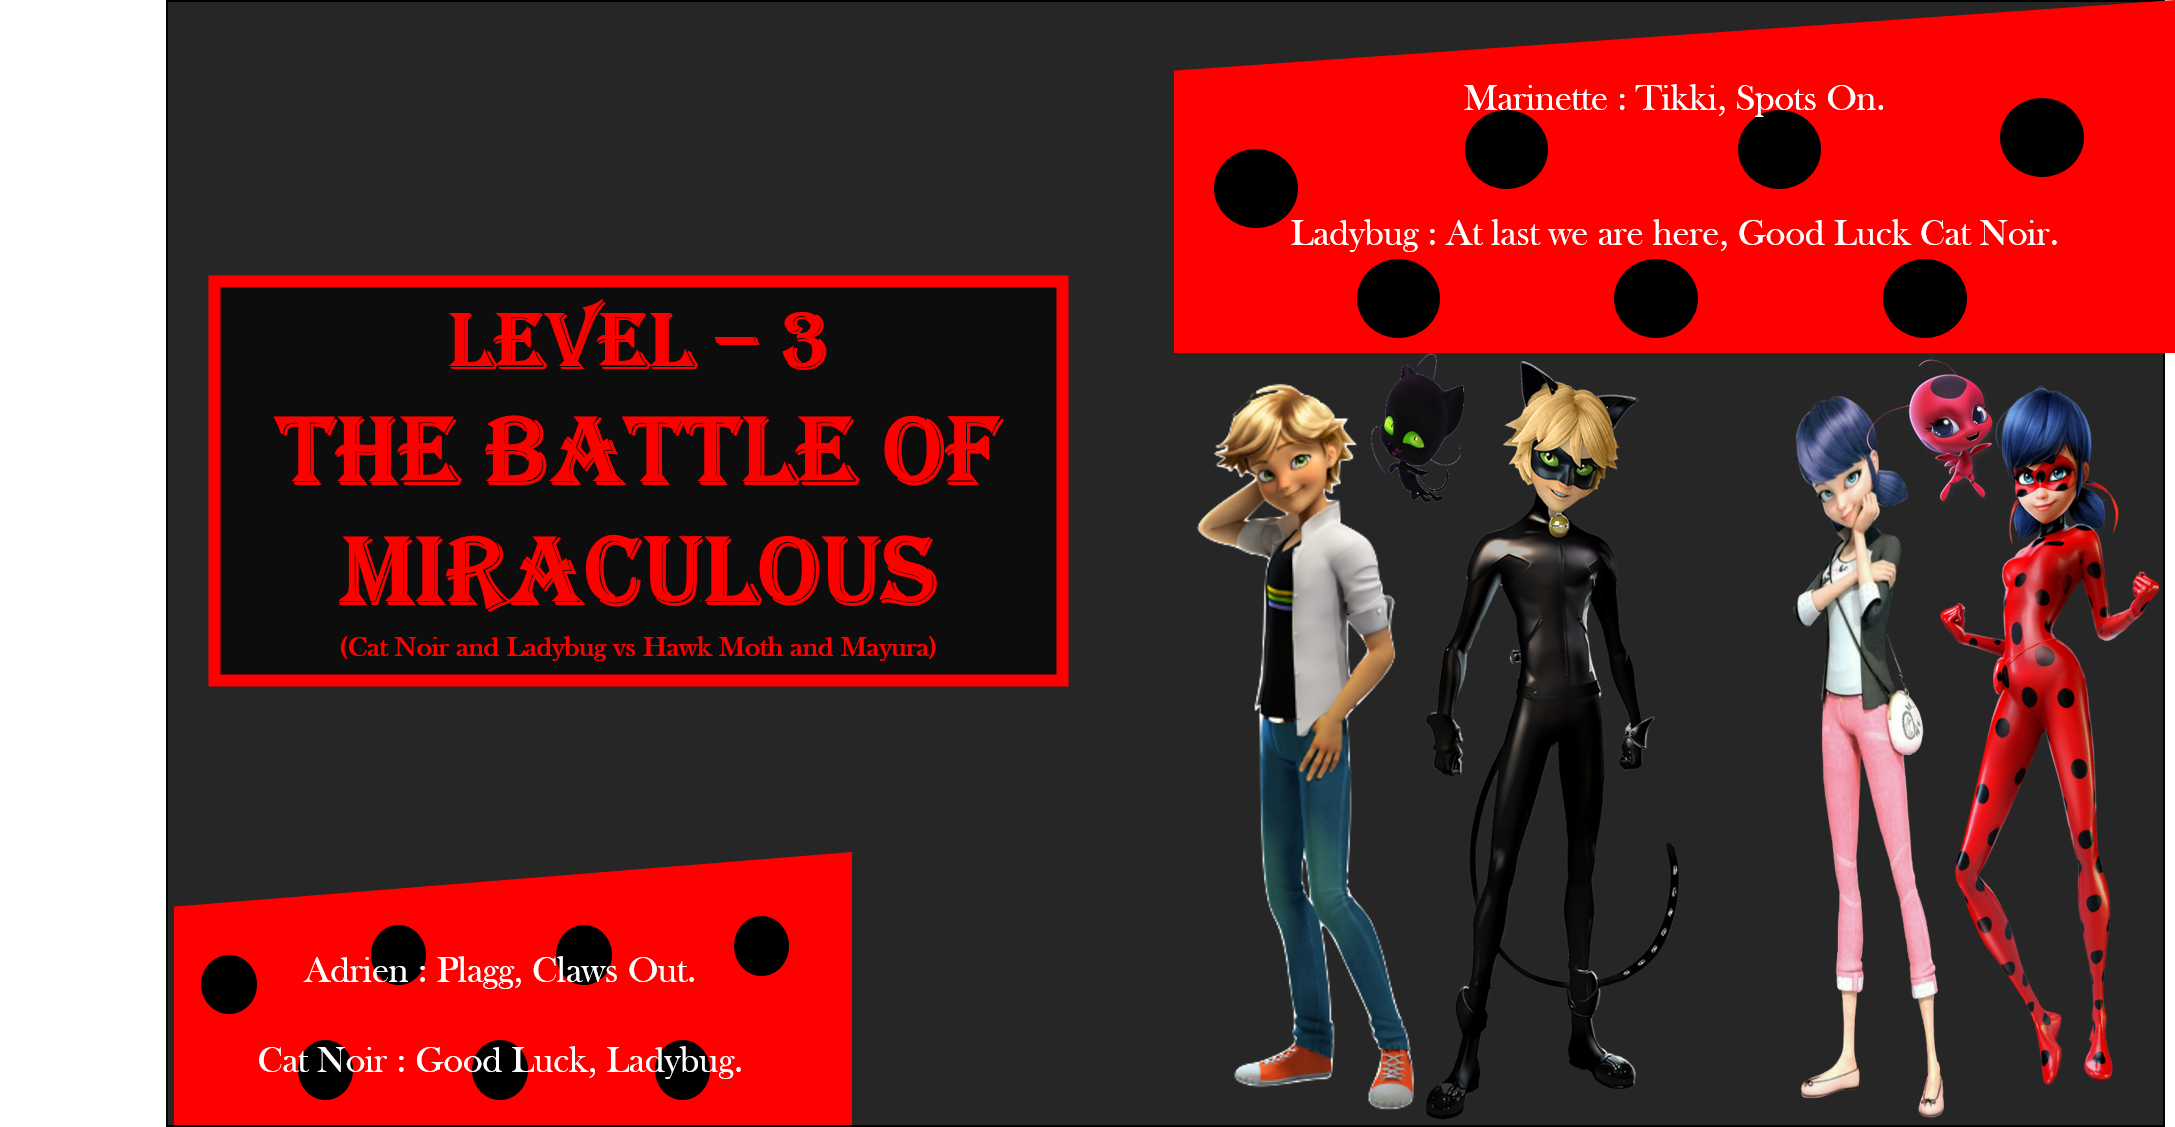 LEVEL – 3
THE BATTLE OF
MIRACULOUS
(Cat Noir and Ladybug vs Hawk Moth and Mayura)
Marinette : Tikki, Spots On.
Ladybug : At last we are here, Good Luck Cat Noir.
Adrien : Plagg, Claws Out.
Cat Noir : Good Luck, Ladybug.